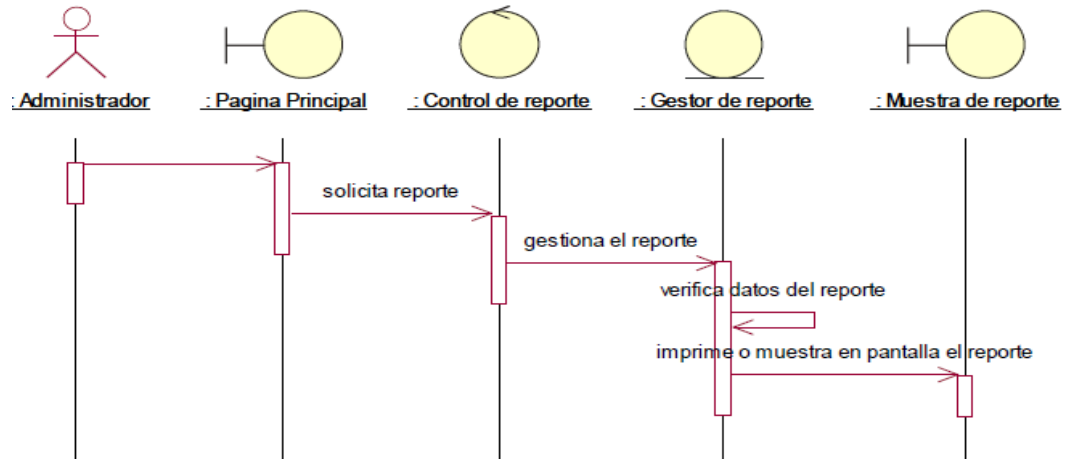 : Administrador
: Pagina Principal
: Control de reporte
: Gestor de reporte
: Muestra de reporte
solicita reporte
gestiona el reporte
verifica datos del reporte
imprime o muestra en pantalla el reporte